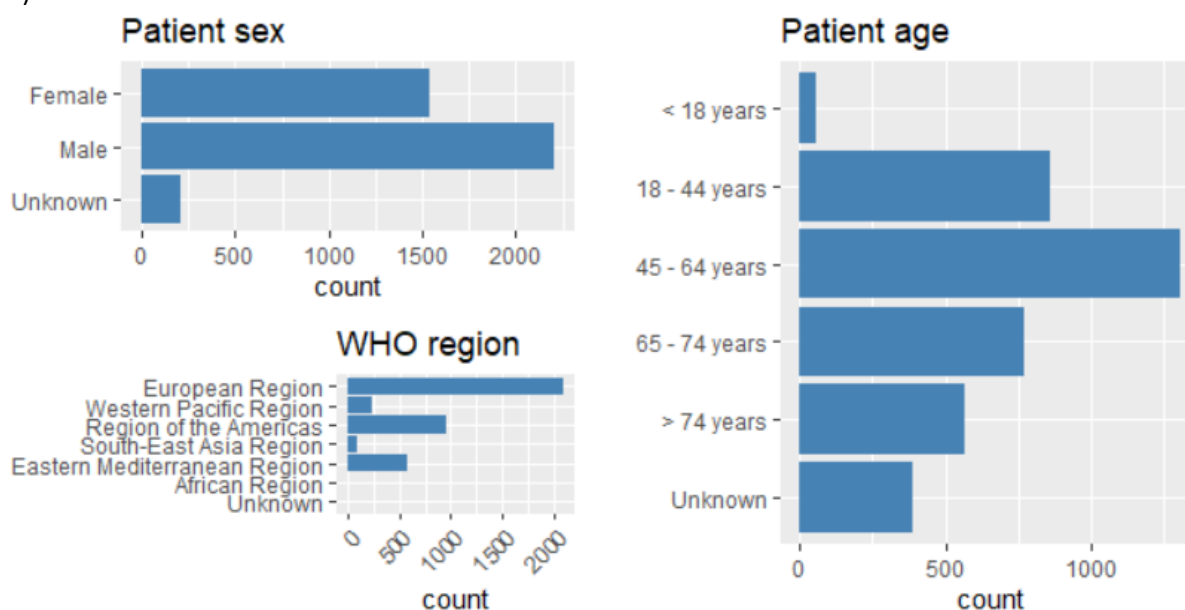 Patient sex
Female
Male
Unknown
0 500 1000 1500 2000
count
WHO region
European Region
Western Pacific Region
Region of the Americas
South-East Asia Region
Eastern Mediterranean Region
African Region
Unknown
0 500 1000 1500 2000
count
Patient age
< 18 years
18 - 44 years
45 - 64 years
65 - 74 years
> 74 years
Unknown
0 500 1000
count